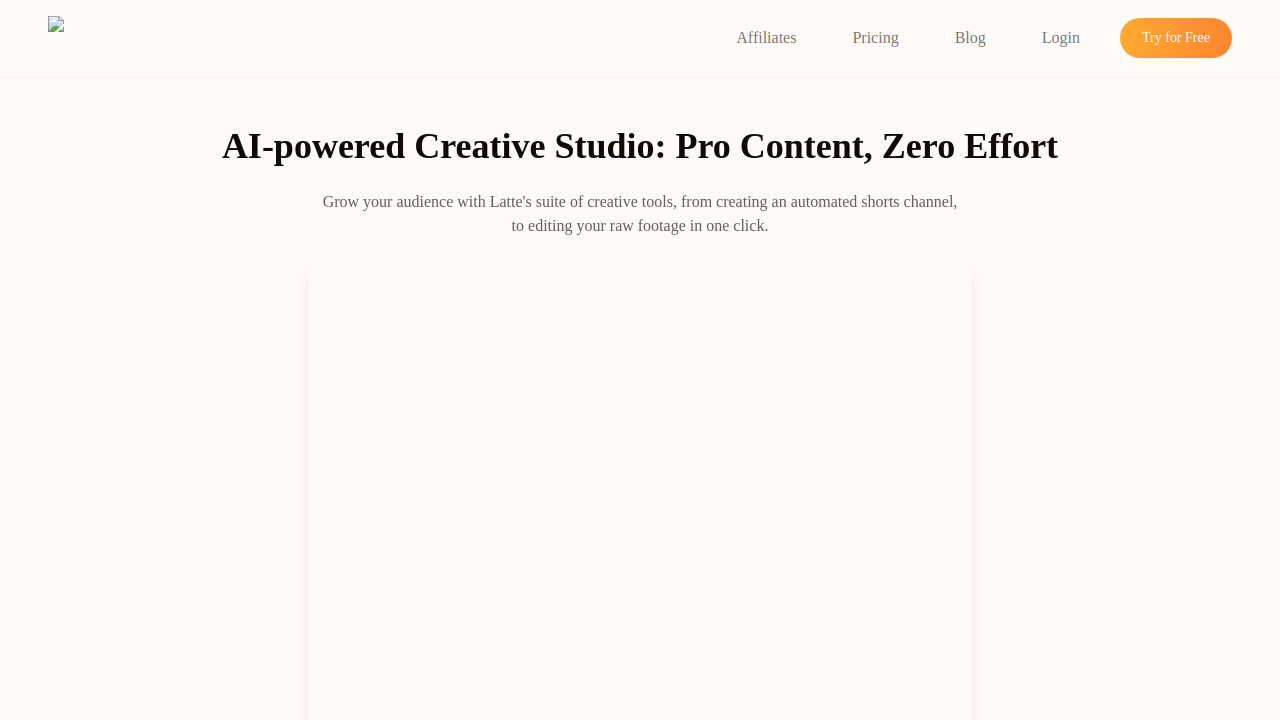 Affiliates
Pricing
Blog
Login
Try for Free
AI-powered Creative Studio: Pro Content, Zero Effort
Grow your audience with Latte's suite of creative tools, from creating an automated shorts channel,
to editing your raw footage in one click.